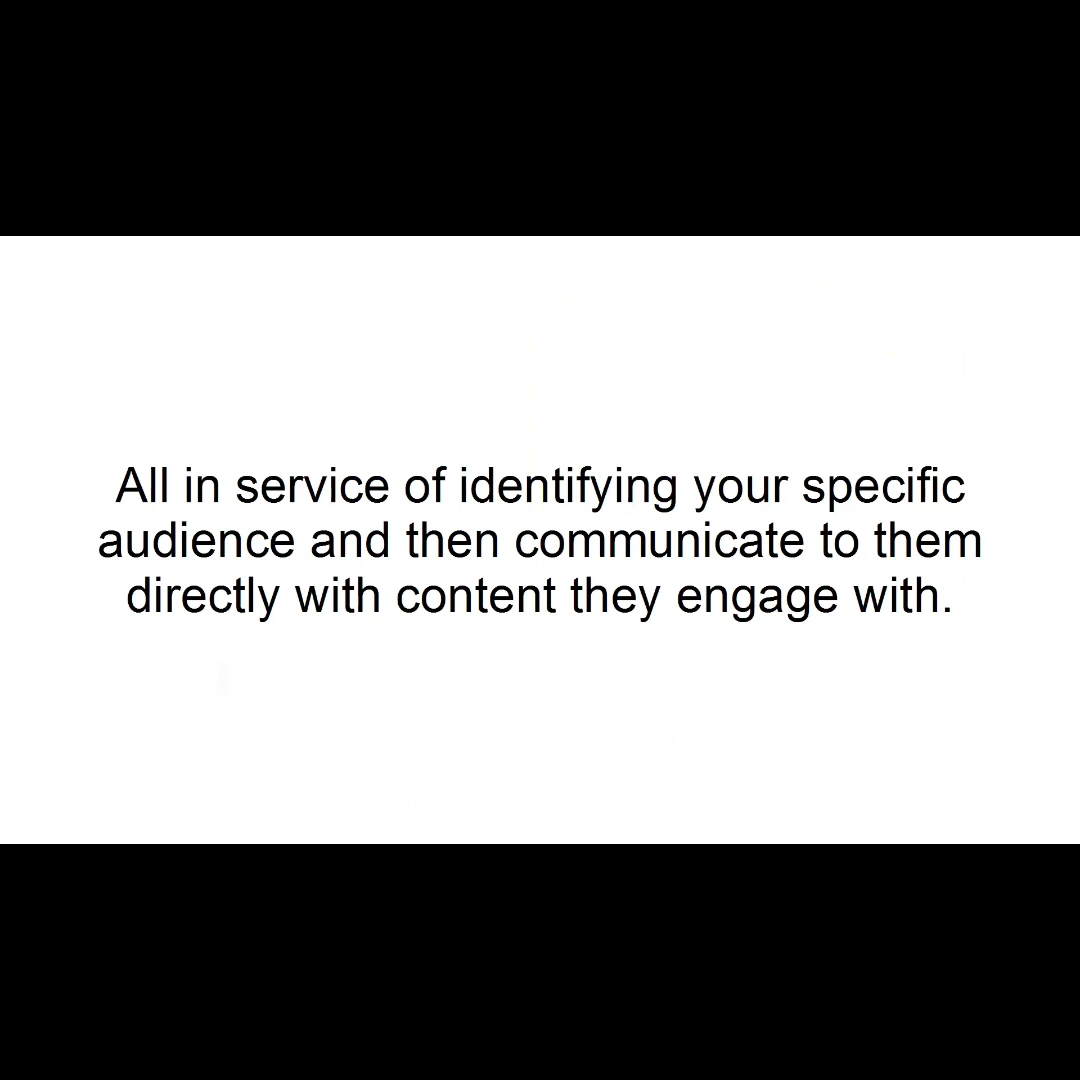 All in service of identifying your specific
audience and then communicate to them
directly with content they engage with.